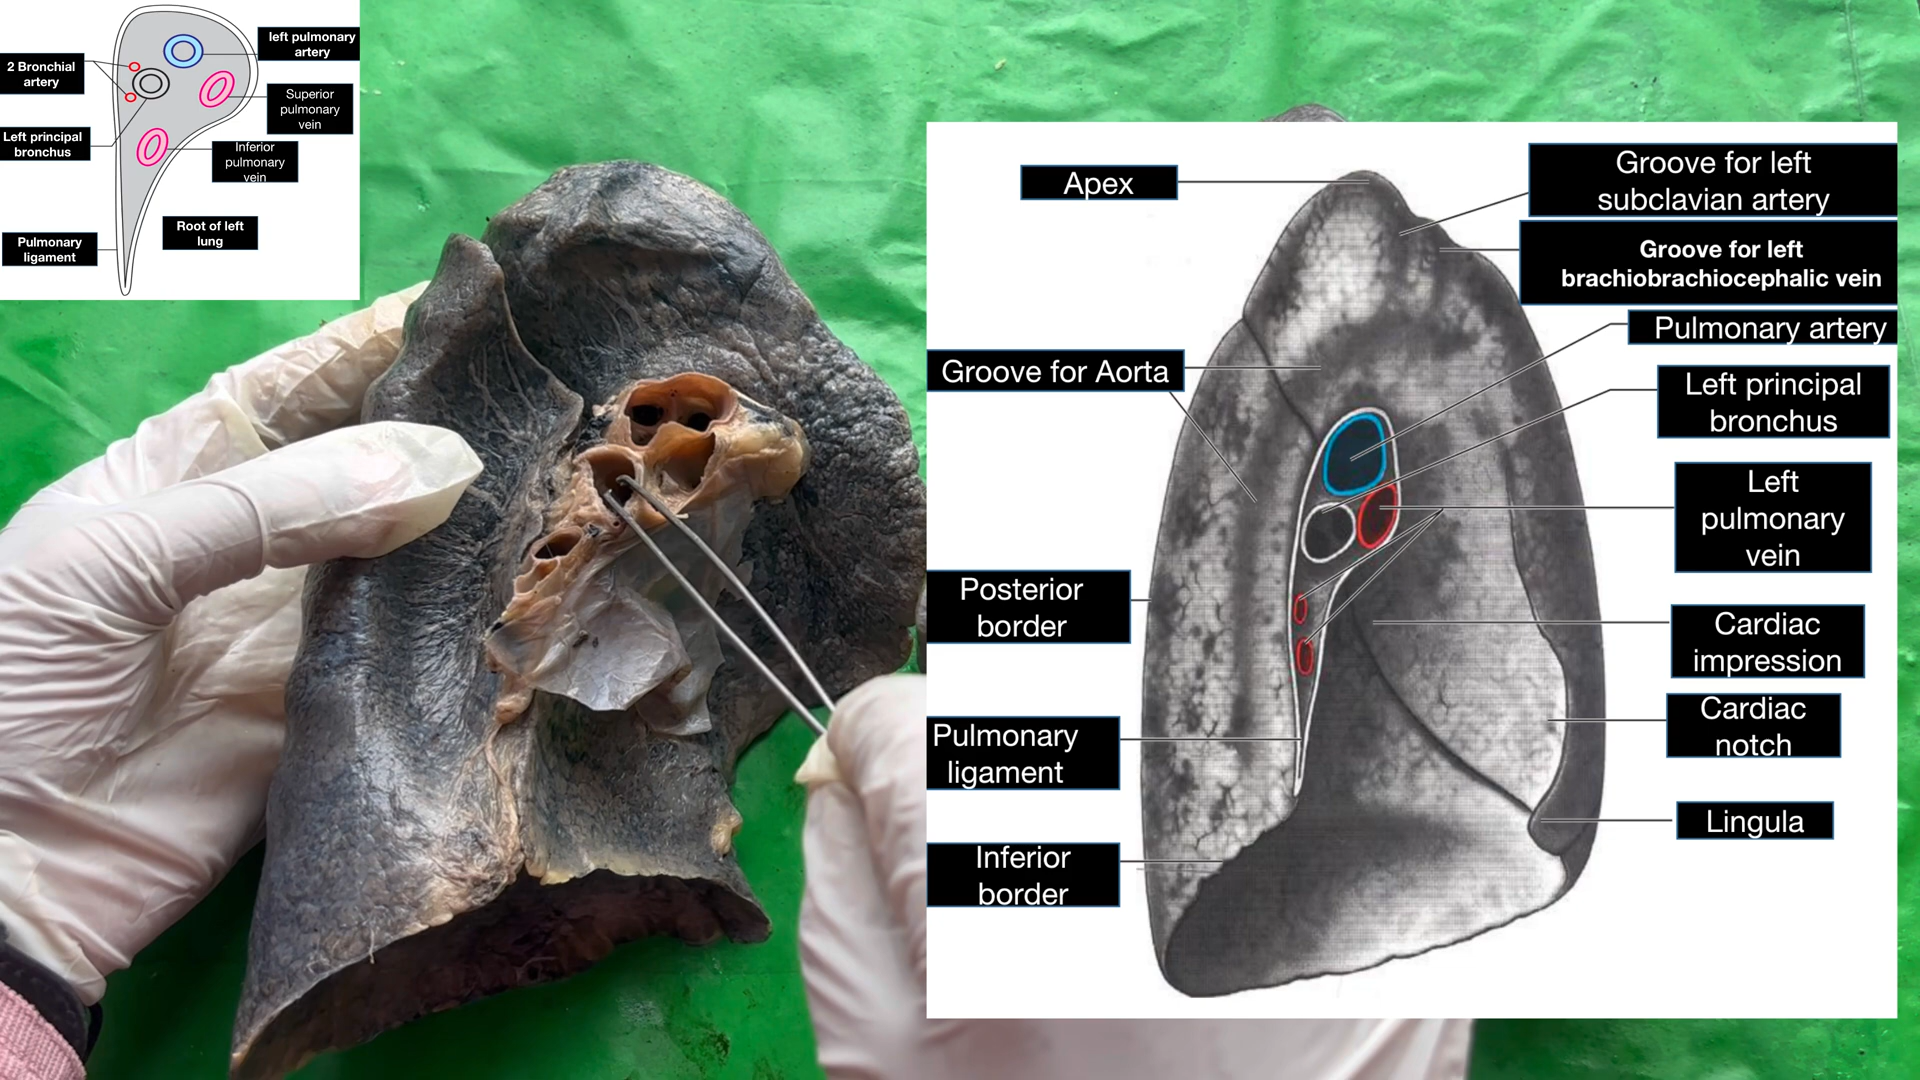 left pulmonary
artery
2 Bronchial
artery
Superior
pulmonary
vein
Left principal
bronchus
Inferior
pulmonary
vein
Root of left
lung
Pulmonary
ligament
Apex
Groove for left
subclavian artery
Groove for left
brachiobrachiocephalic vein
Pulmonary artery
Groove for Aorta
Left principal
bronchus
Left
pulmonary
vein
Posterior
border
Cardiac
impression
Cardiac
notch
Pulmonary
ligament
Lingula
Inferior
border